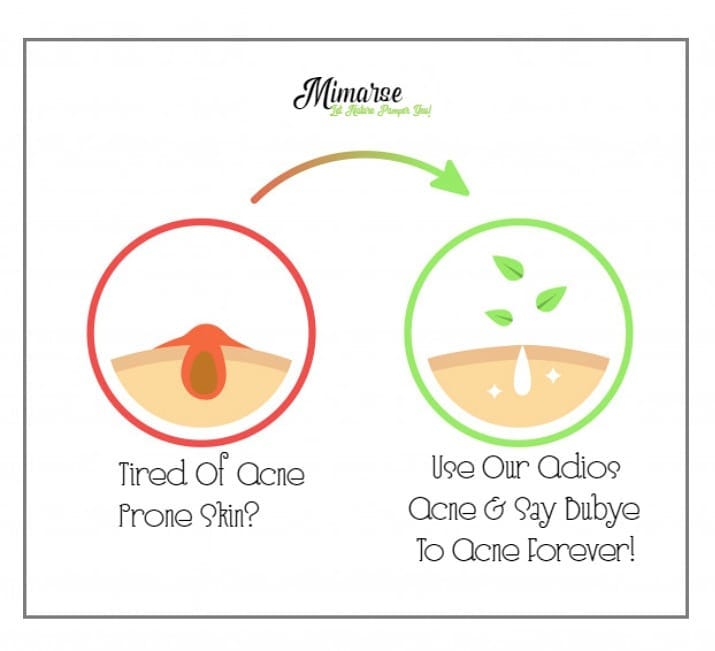 Mimarse
Let Nature Pamper You!
Tired Of Acne
Prone Skin?
Use Our Adios
Acne & Say Bubye
To Acne Forever!